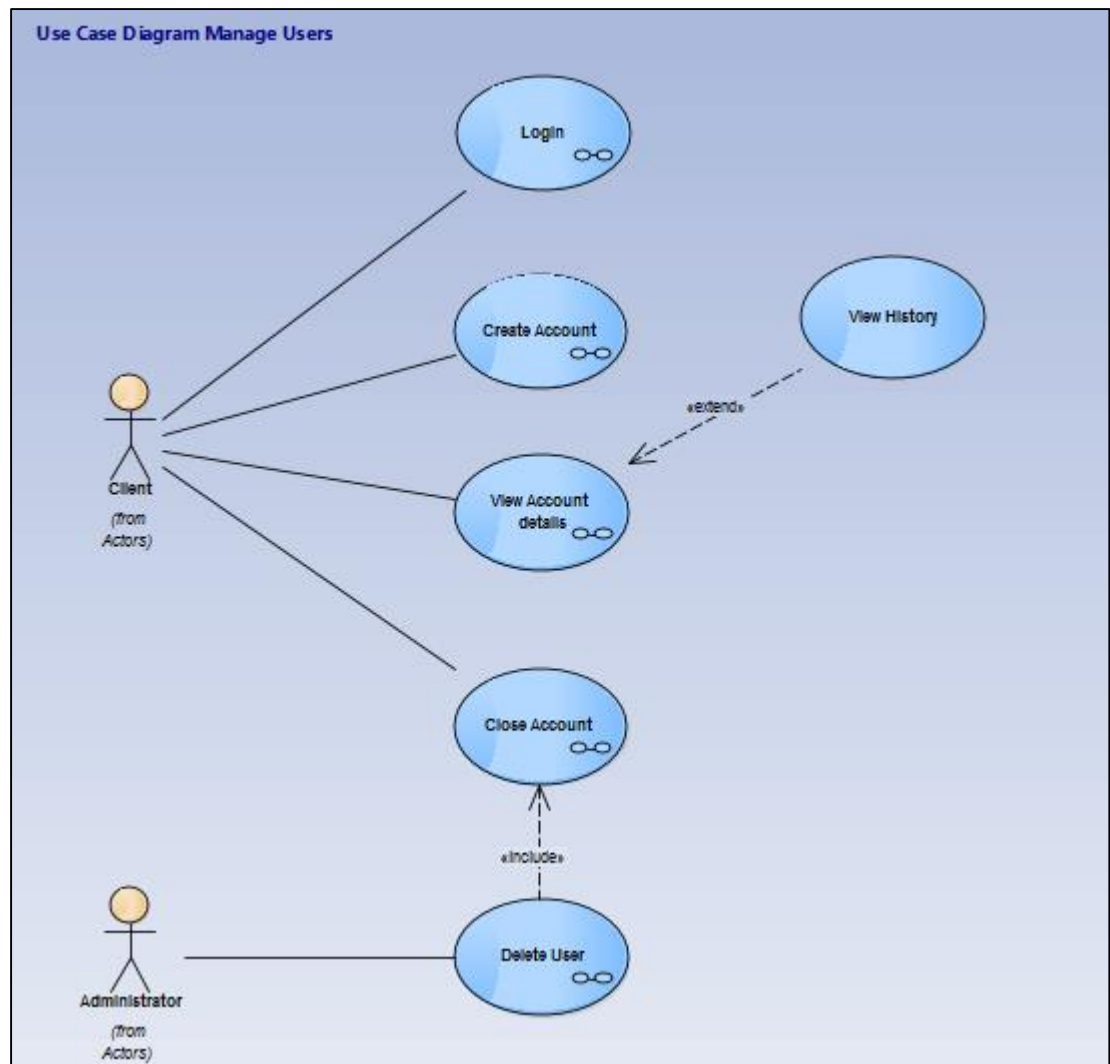 Use Case Diagram Manage Users
Login
Create Account
View History
«extend»
Client
(from
Actors)
View Account
details
Close Account
«include»
Delete User
Administrator
(from
Actors)